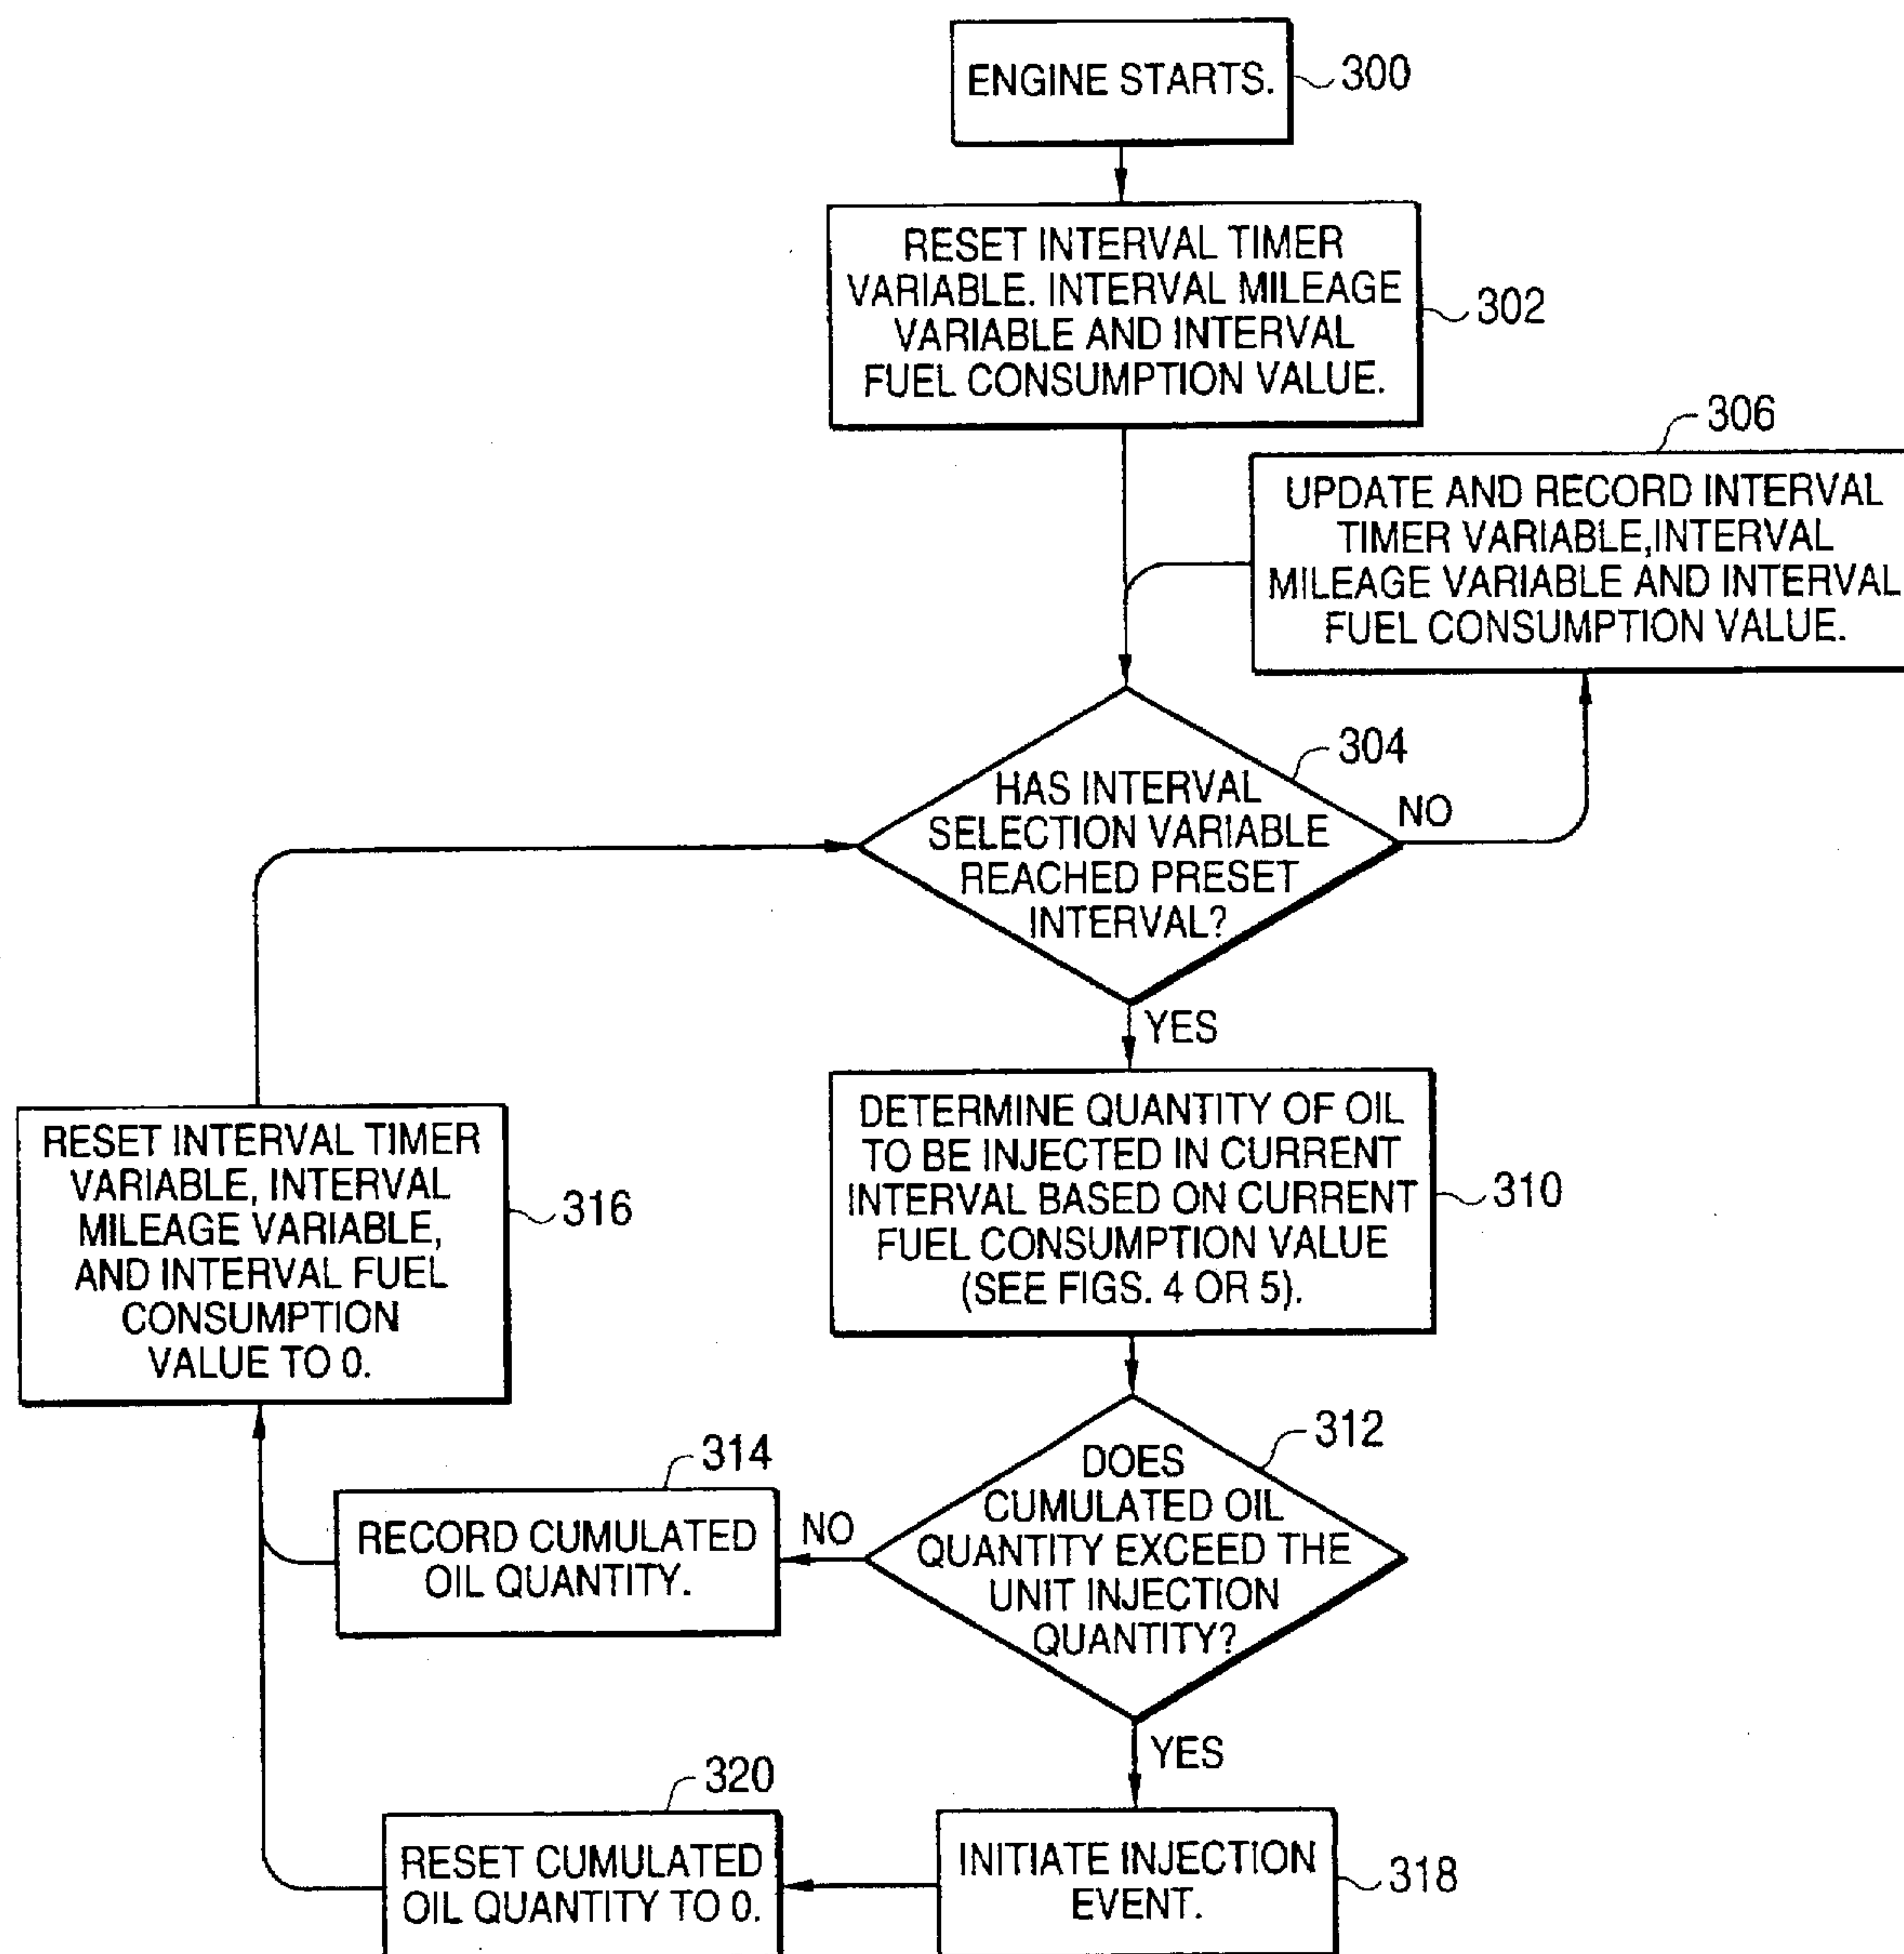 ENGINE STARTS.
300
RESET INTERVAL TIMER
VARIABLE. INTERVAL MILEAGE
VARIABLE AND INTERVAL
FUEL CONSUMPTION VALUE.
302
306
UPDATE AND RECORD INTERVAL
TIMER VARIABLE,INTERVAL
MILEAGE VARIABLE AND INTERVAL
FUEL CONSUMPTION VALUE.
304
HAS INTERVAL
SELECTION VARIABLE
REACHED PRESET
INTERVAL?
NO
YES
DETERMINE QUANTITY OF OIL
TO BE INJECTED IN CURRENT
INTERVAL BASED ON CURRENT
FUEL CONSUMPTION VALUE
(SEE FIGS. 4 OR 5).
310
RESET INTERVAL TIMER
VARIABLE, INTERVAL
MILEAGE VARIABLE,
AND INTERVAL FUEL
CONSUMPTION
VALUE TO 0.
316
312
DOES
CUMULATED OIL
QUANTITY EXCEED THE
UNIT INJECTION
QUANTITY?
NO
314
RECORD CUMULATED
OIL QUANTITY.
YES
INITIATE INJECTION
EVENT.
318
320
RESET CUMULATED
OIL QUANTITY TO 0.